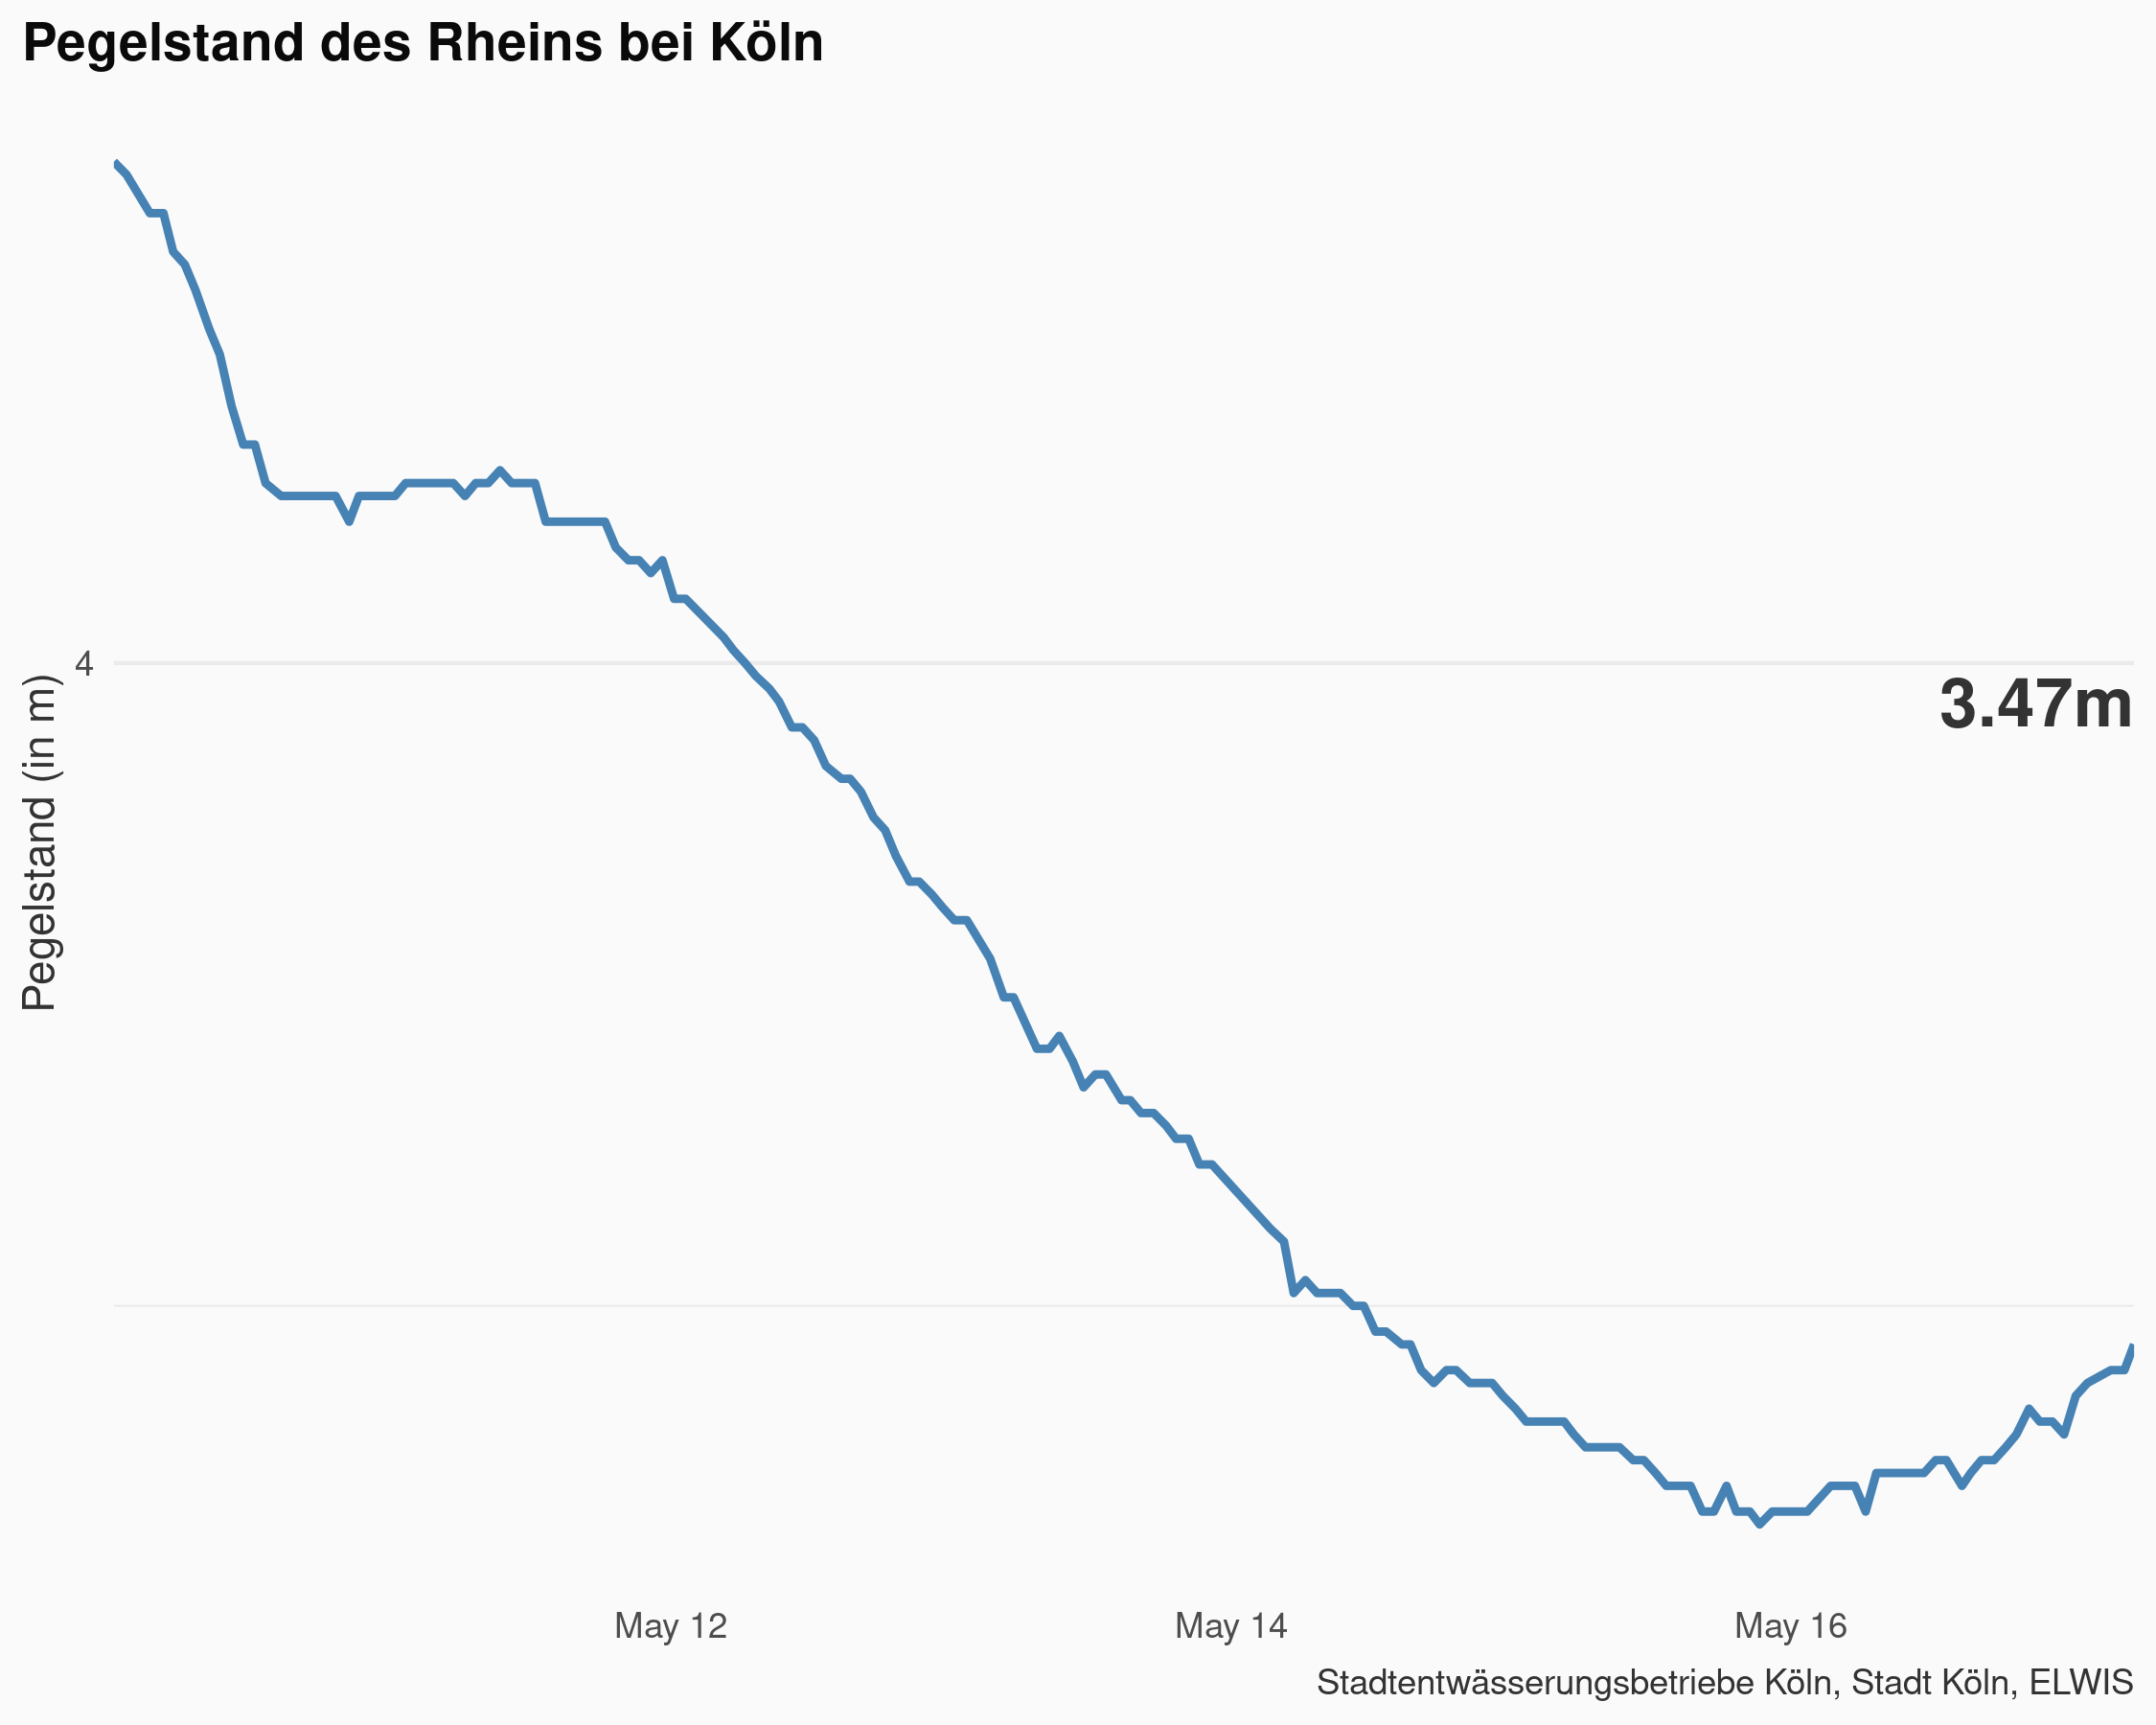 Pegelstand des Rheins bei Köln
Pegelstand (in m)
4
3.47m
May 12
May 14
May 16
Stadtentwässerungsbetriebe Köln, Stadt Köln, ELWIS